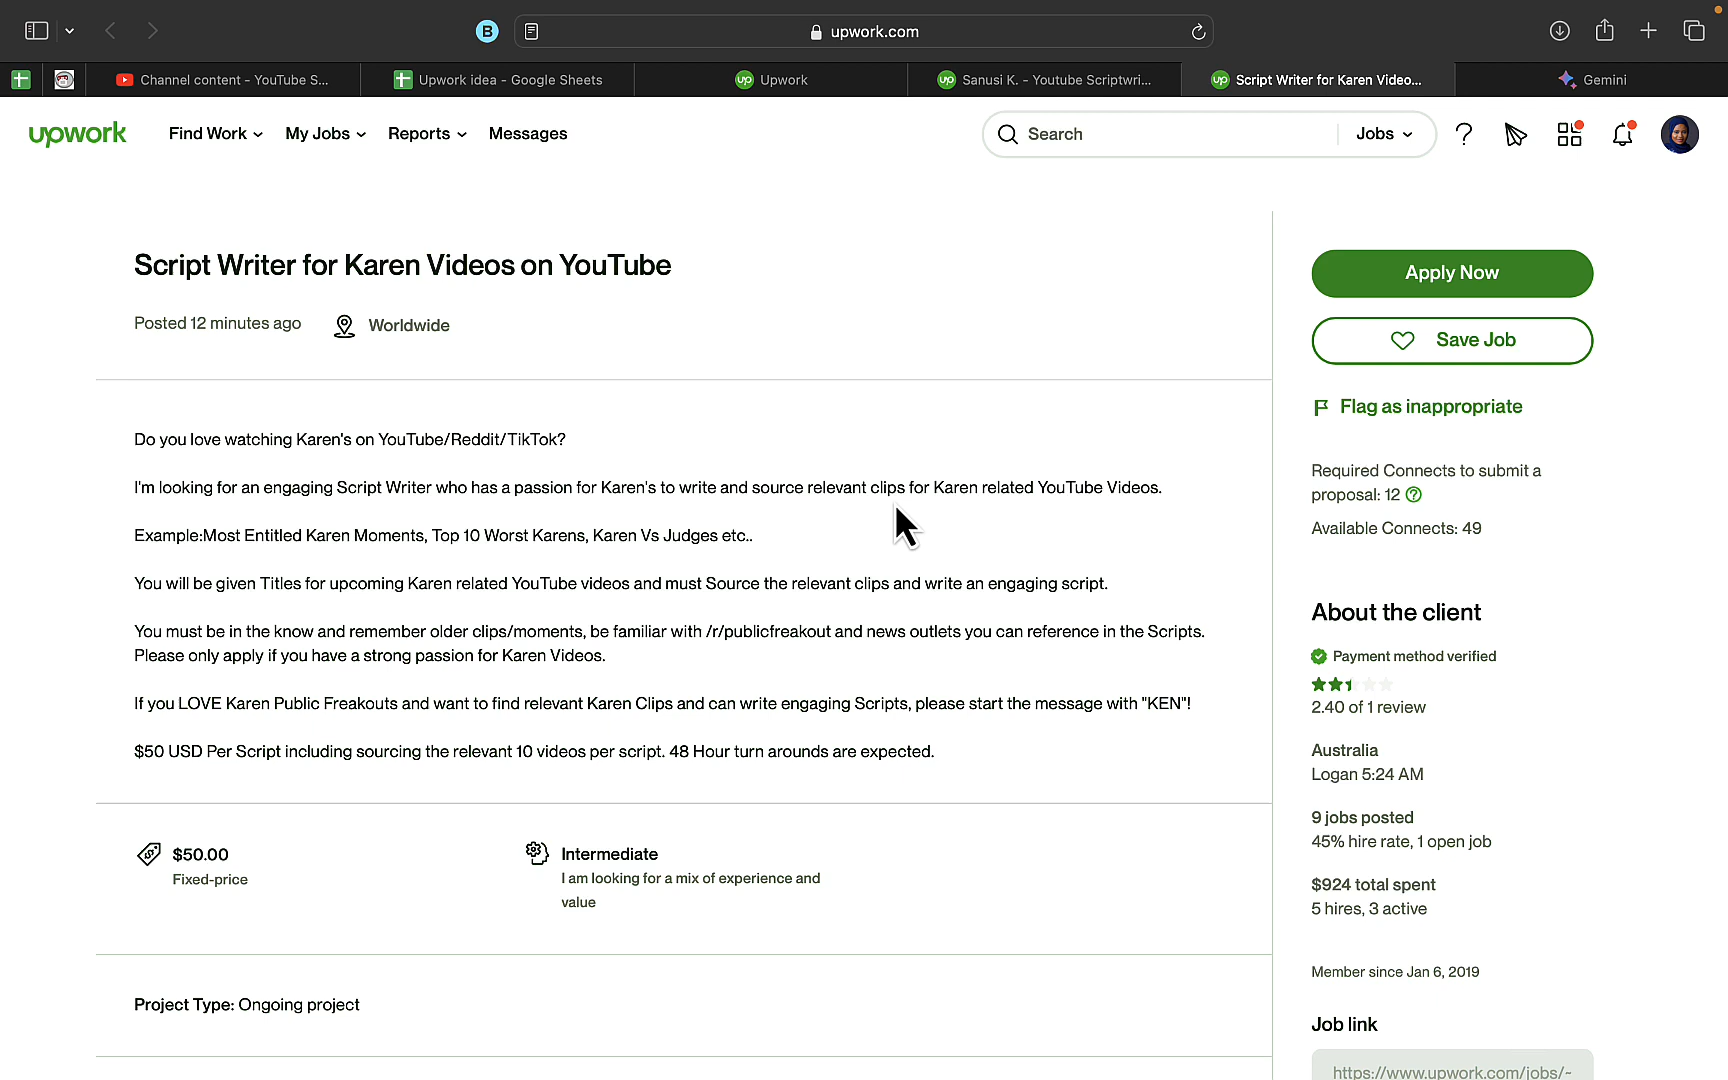 B
upwork.com
Channel content - YouTube S...
Upwork idea - Google Sheets
up Upwork
up Sanusi K. - Youtube Scriptwri...
up Script Writer for Karen Video...
Gemini
upwork
Find Work
My Jobs
Reports
Messages
Search
Jobs
?
Script Writer for Karen Videos on YouTube
Posted 12 minutes ago
Worldwide
Do you love watching Karen's on YouTube/Reddit/TikTok?
I'm looking for an engaging Script Writer who has a passion for Karen's to write and source relevant clips for Karen related YouTube Videos.
Example:Most Entitled Karen Moments, Top 10 Worst Karens, Karen Vs Judges etc..
You will be given Titles for upcoming Karen related YouTube videos and must Source the relevant clips and write an engaging script.
You must be in the know and remember older clips/moments, be familiar with /r/publicfreakout and news outlets you can reference in the Scripts.
Please only apply if you have a strong passion for Karen Videos.
If you LOVE Karen Public Freakouts and want to find relevant Karen Clips and can write engaging Scripts, please start the message with "KEN"!
$50 USD Per Script including sourcing the relevant 10 videos per script. 48 Hour turn arounds are expected.
$50.00
Fixed-price
Intermediate
I am looking for a mix of experience and
value
Project Type: Ongoing project
Apply Now
Save Job
Flag as inappropriate
Required Connects to submit a
proposal: 12 ?
Available Connects: 49
About the client
Payment method verified
2.40 of 1 review
Australia
Logan 5:24 AM
9 jobs posted
45% hire rate, 1 open job
$924 total spent
5 hires, 3 active
Member since Jan 6, 2019
Job link
https://www.upwork.com/jobs/~